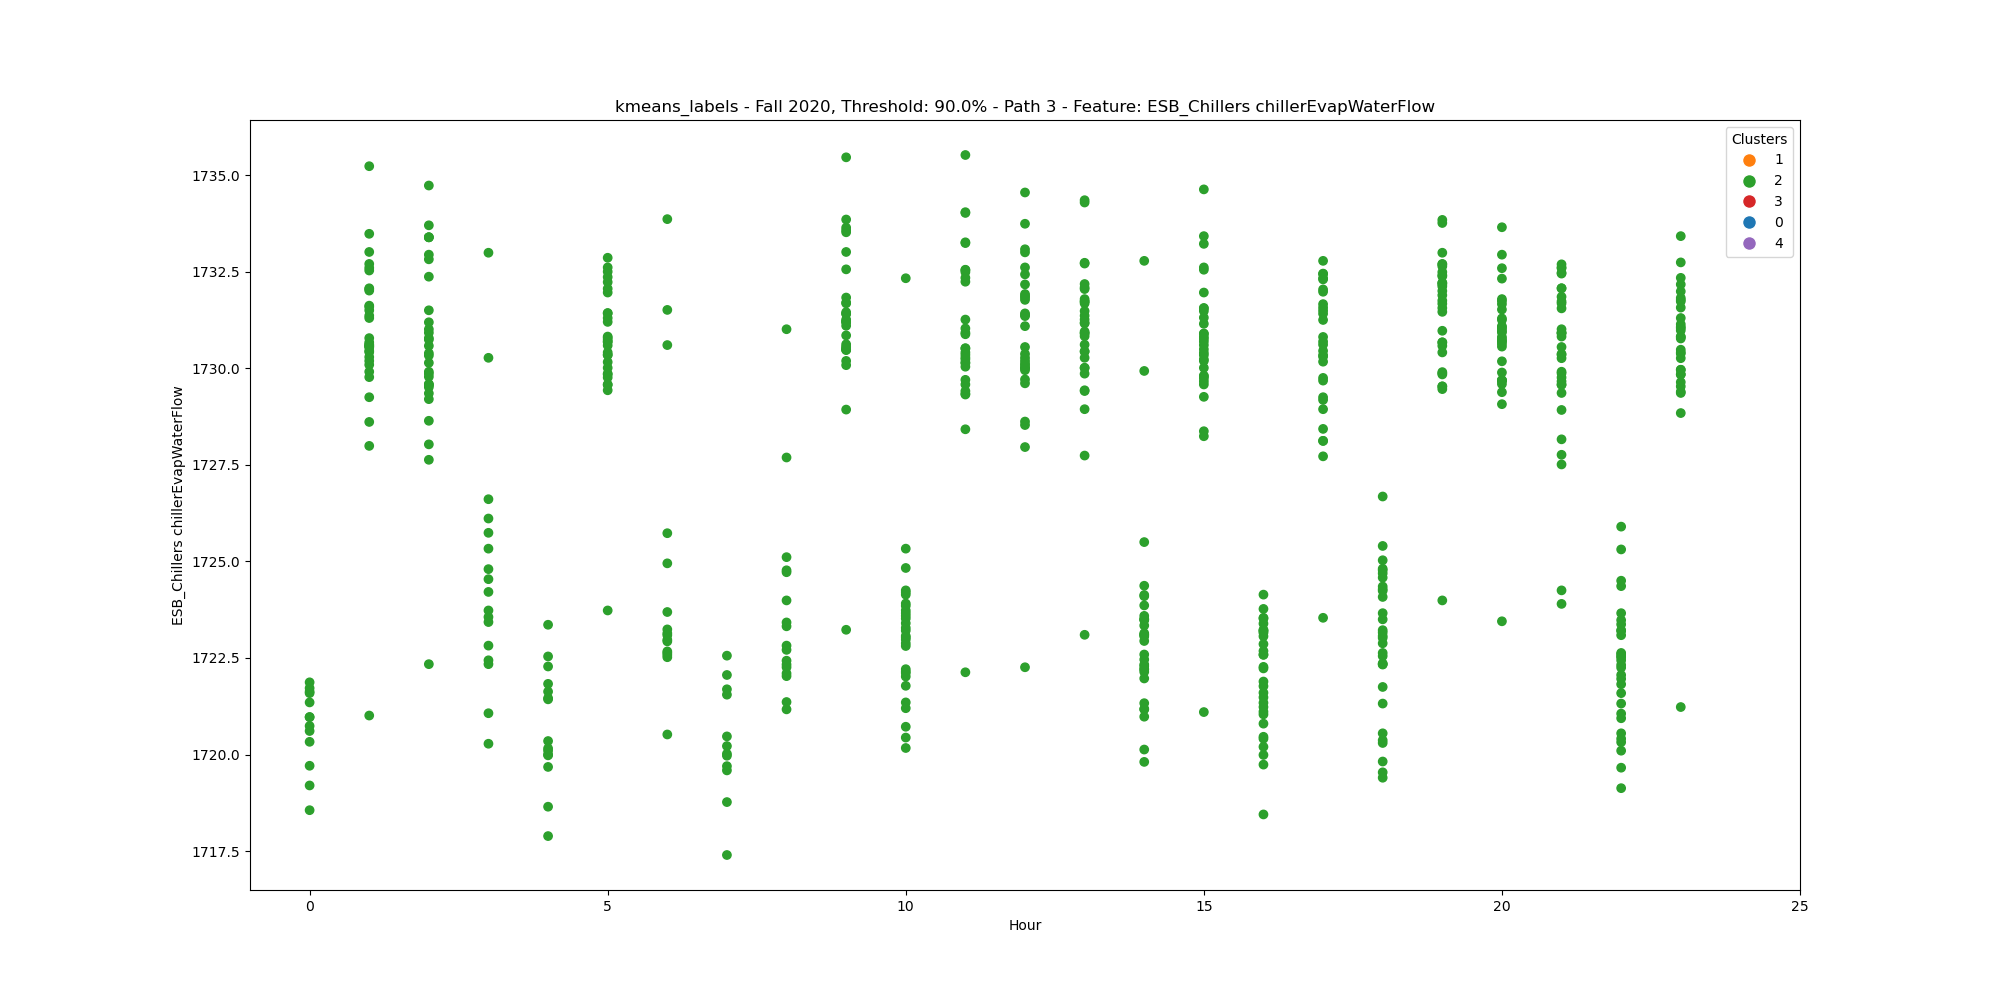 kmeans_labels - Fall 2020, Threshold: 90.0% - Path 3 - Feature: ESB_Chillers chillerEvapWaterFlow
Clusters
1
2
3
0
4
ESB_Chillers chillerEvapWaterFlow
1735.0
1732.5
1730.0
1727.5
1725.0
1722.5
1720.0
1717.5
0 5 10 15 20 25
Hour